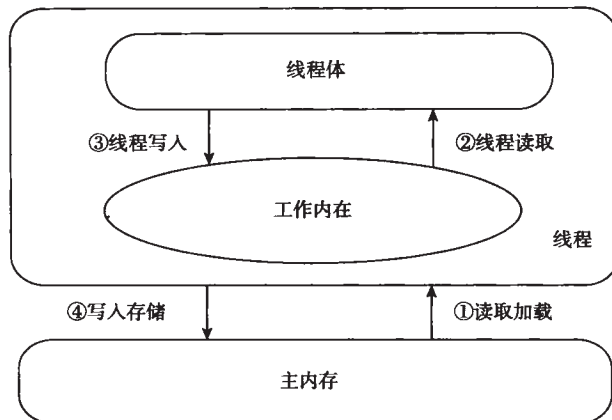 线程体
③线程写入
②线程读取
工作内在
线程
④写入存储
①读取加载
主内存